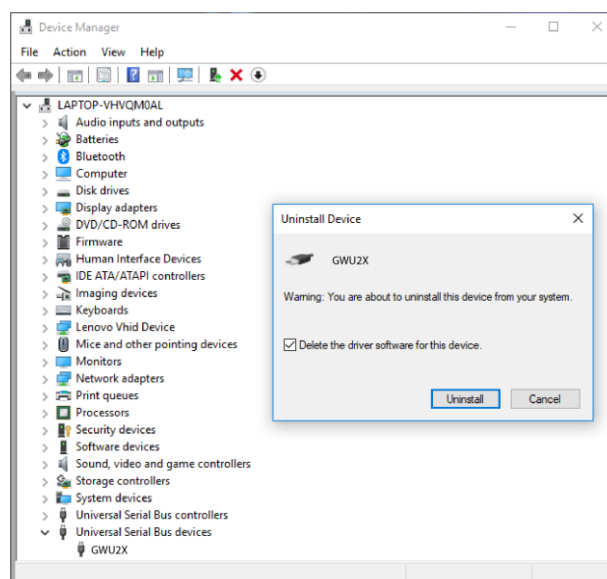 Device Manager
File Action View Help
LAPTOP-VHVQM0AL
Audio inputs and outputs
Batteries
Bluetooth
Computer
Disk drives
Display adapters
DVD/CD-ROM drives
Firmware
Human Interface Devices
IDE ATA/ATAPI controllers
Imaging devices
Keyboards
Lenovo Vhid Device
Mice and other pointing devices
Monitors
Network adapters
Print queues
Processors
Security devices
Software devices
Sound, video and game controllers
Storage controllers
System devices
Universal Serial Bus controllers
Universal Serial Bus devices
GWU2X
Uninstall Device
GWU2X
Warning: You are about to uninstall this device from your system.
Delete the driver software for this device.
Uninstall Cancel